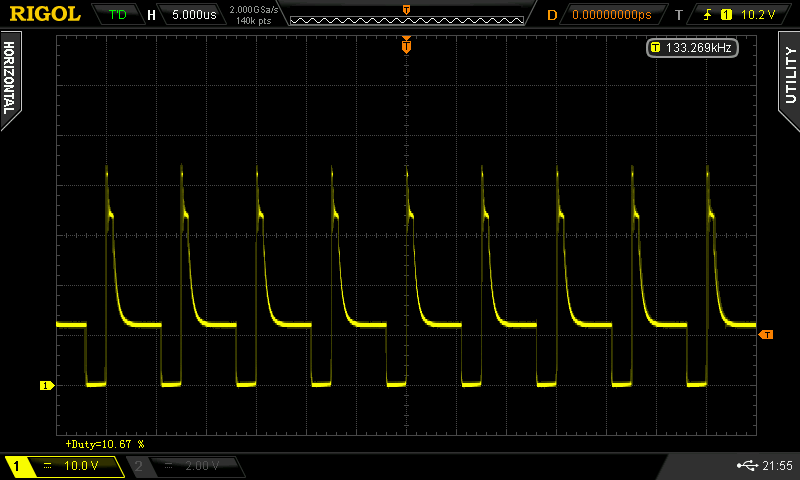 RIGOL T'D H 5.000us 2.000GSa/s 140k pts T D 0.00000000ps T 1 10.2 V
HORIZONTAL
T
T 133.269kHz
UTILITY
T
1
+Duty=10.67 %
1 10.0 V 2 2.00 V 21:55